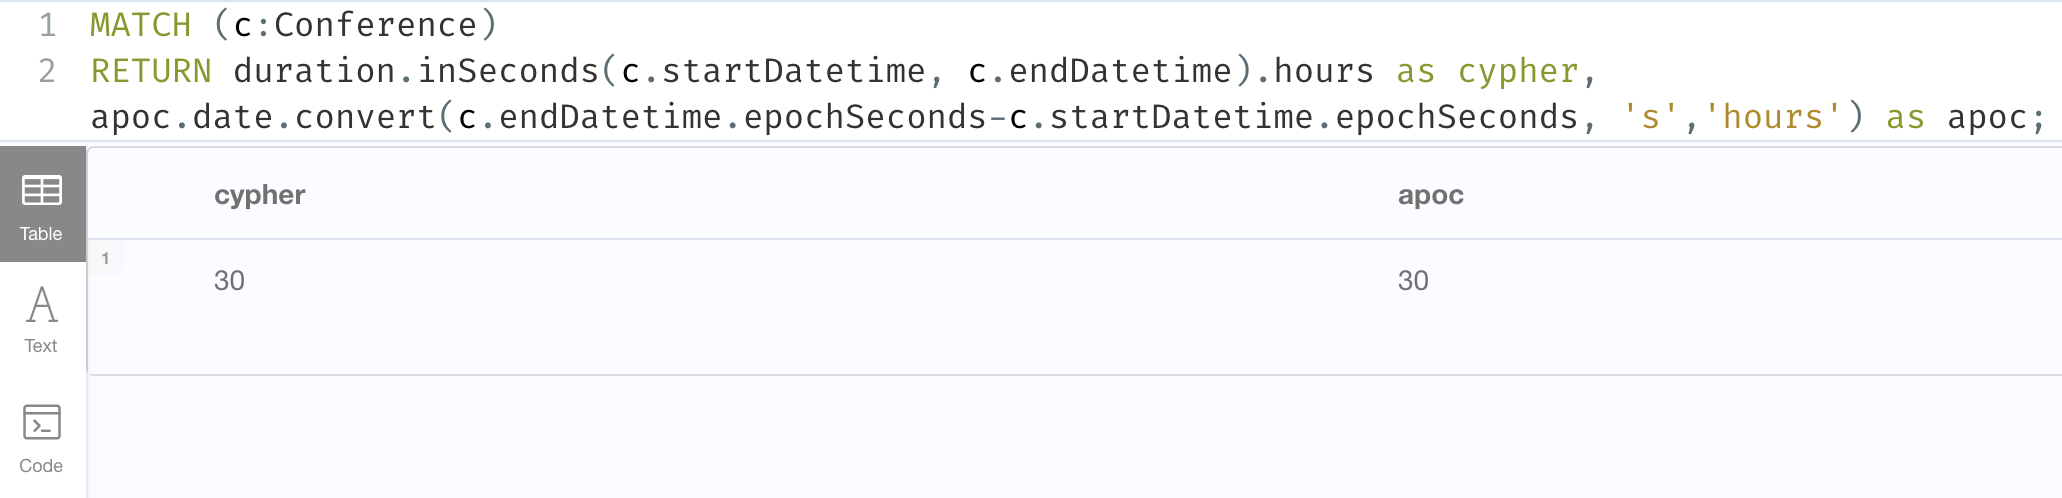 1 MATCH (c:Conference)
2 RETURN duration.inSeconds(c.startDatetime, c.endDatetime).hours as cypher,
apoc.date.convert(c.endDatetime.epochSeconds-c.startDatetime.epochSeconds, 's','hours') as apoc;
cypher apoc
Table
1
30 30
Text
Code